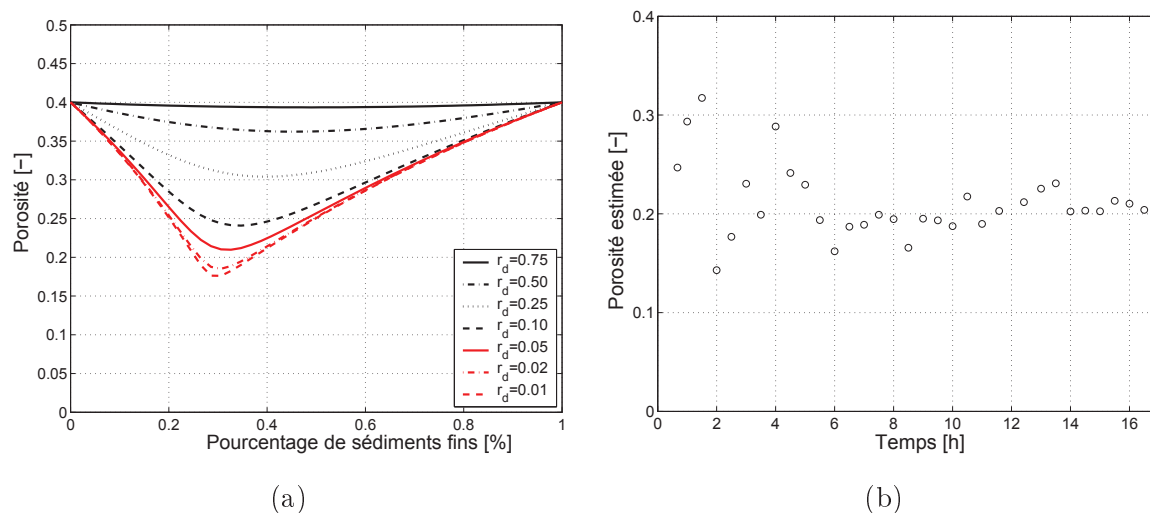 0.5
0.45
0.4
0.35
0.3
0.25
0.2
0.15
0.1
0.05
0
Porosité [−]
0 0.2 0.4 0.6 0.8 1
Pourcentage de sédiments fins [%]
r_d=0.75
r_d=0.50
r_d=0.25
r_d=0.10
r_d=0.05
r_d=0.02
r_d=0.01
(a)
0.4
0.3
0.2
0.1
0
Porosité estimée [−]
0 2 4 6 8 10 12 14 16
Temps [h]
(b)